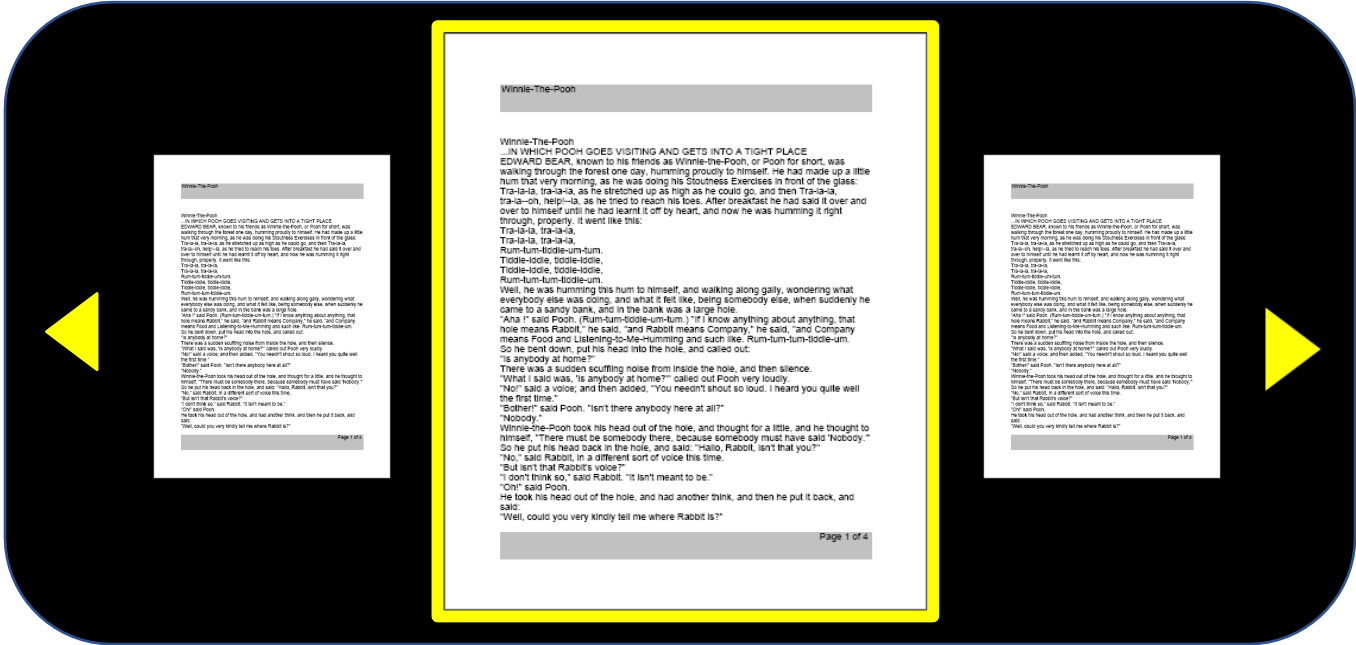 Winnie-The-Pooh
Winnie-The-Pooh
...IN WHICH POOH GOES VISITING AND GETS INTO A TIGHT PLACE
EDWARD BEAR, known to his friends as Winnie-the-Pooh, or Pooh for short, was
walking through the forest one day, humming proudly to himself. He had made up a little
hum that very morning, as he was doing his Stoutness Exercises in front of the glass:
Tra-la-la, tra-la-la, as he stretched up as high as he could go, and then Tra-la-la,
tra-la--oh, help!--la, as he tried to reach his toes. After breakfast he had said it over and
over to himself until he had learnt it off by heart, and now he was humming it right
through, properly. It went like this:
Tra-la-la, tra-la-la,
Tra-la-la, tra-la-la,
Rum-tum-tiddle-um-tum.
Tiddle-iddle, tiddle-iddle,
Tiddle-iddle, tiddle-iddle,
Rum-tum-tum-tiddle-um.
Well, he was humming this hum to himself, and walking along gaily, wondering what
everybody else was doing, and what it felt like, being somebody else, when suddenly he
came to a sandy bank, and in the bank was a large hole.
"Aha !" said Pooh. (Rum-tum-tiddle-um-tum.) "If I know anything about anything, that
hole means Rabbit," he said, "and Rabbit means Company," he said, "and Company
means Food and Listening-to-Me-Humming and such like. Rum-tum-tum-tiddle-um.
So he bent down, put his head into the hole, and called out:
"Is anybody at home?"
There was a sudden scuffling noise from inside the hole, and then silence.
"What I said was, 'Is anybody at home?'" called out Pooh very loudly.
"No!" said a voice; and then added, "You needn't shout so loud. I heard you quite well
the first time."
"Bother!" said Pooh. "Isn't there anybody here at all?"
"Nobody."
Winnie-the-Pooh took his head out of the hole, and thought for a little, and he thought to
himself, "There must be somebody there, because somebody must have said 'Nobody.'"
So he put his head back in the hole, and said: "Hallo, Rabbit, isn't that you?"
"No," said Rabbit, in a different sort of voice this time.
"But isn't that Rabbit's voice?"
"I don't think so," said Rabbit. "It isn't meant to be."
"Oh!" said Pooh.
He took his head out of the hole, and had another think, and then he put it back, and
said:
"Well, could you very kindly tell me where Rabbit is?"
Page 1 of 4